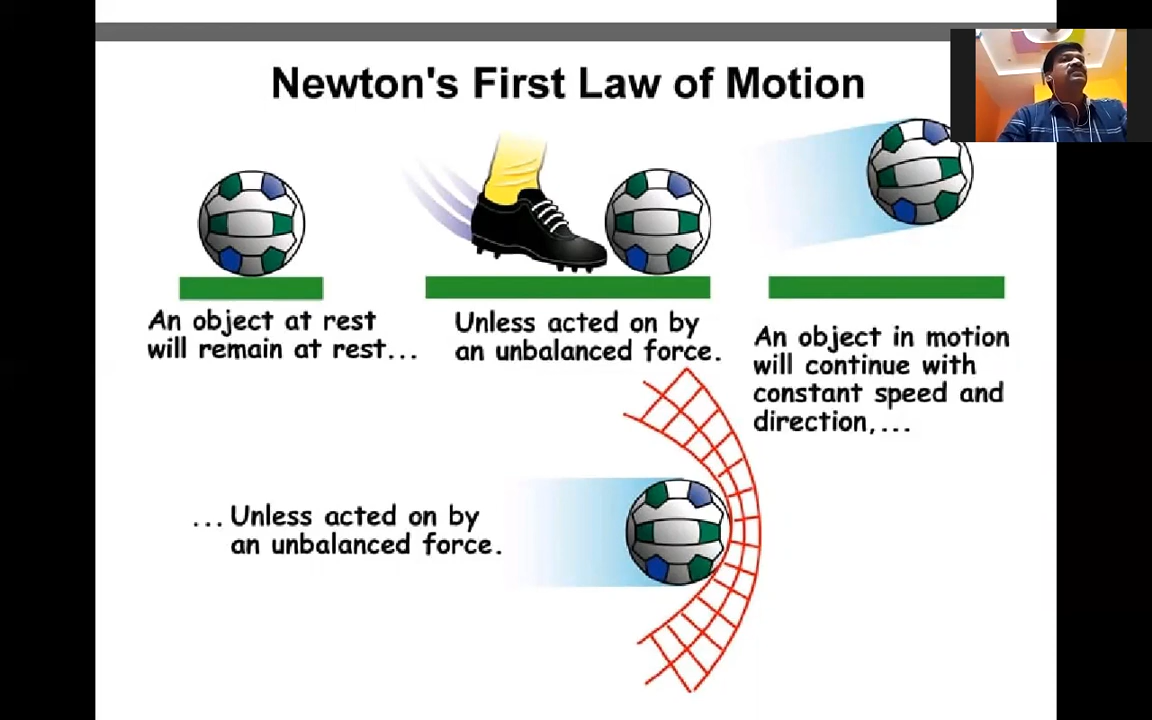 Newton's First Law of Motion
An object at rest
will remain at rest...
Unless acted on by
an unbalanced force.
An object in motion
will continue with
constant speed and
direction,...
...Unless acted on by
an unbalanced force.